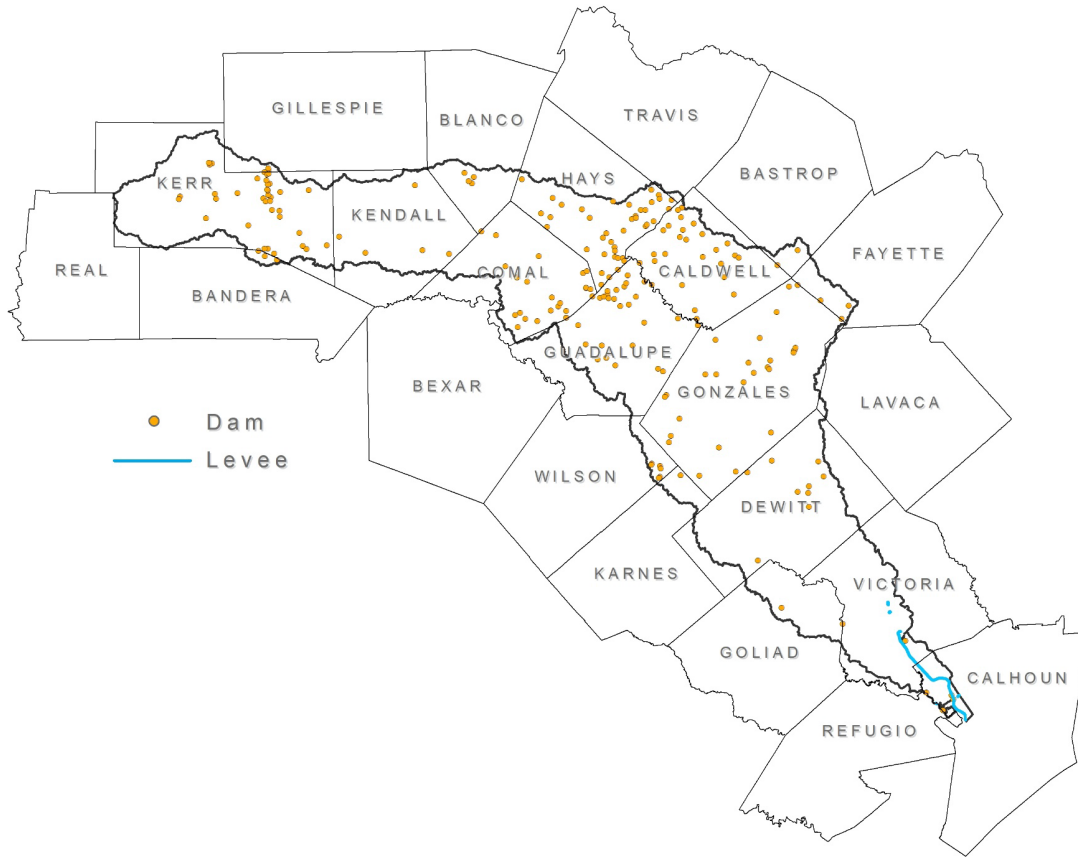 GILLESPIE
BLANCO
TRAVIS
BASTROP
KERR
HAYS
KENDALL
FAYETTE
REAL
BANDERA
COMAL
CALDWELL
GUADALUPE
BEXAR
GONZALES
LAVACA
Dam
Levee
WILSON
DEWITT
KARNES
VICTORIA
GOLIAD
CALHOUN
REFUGIO